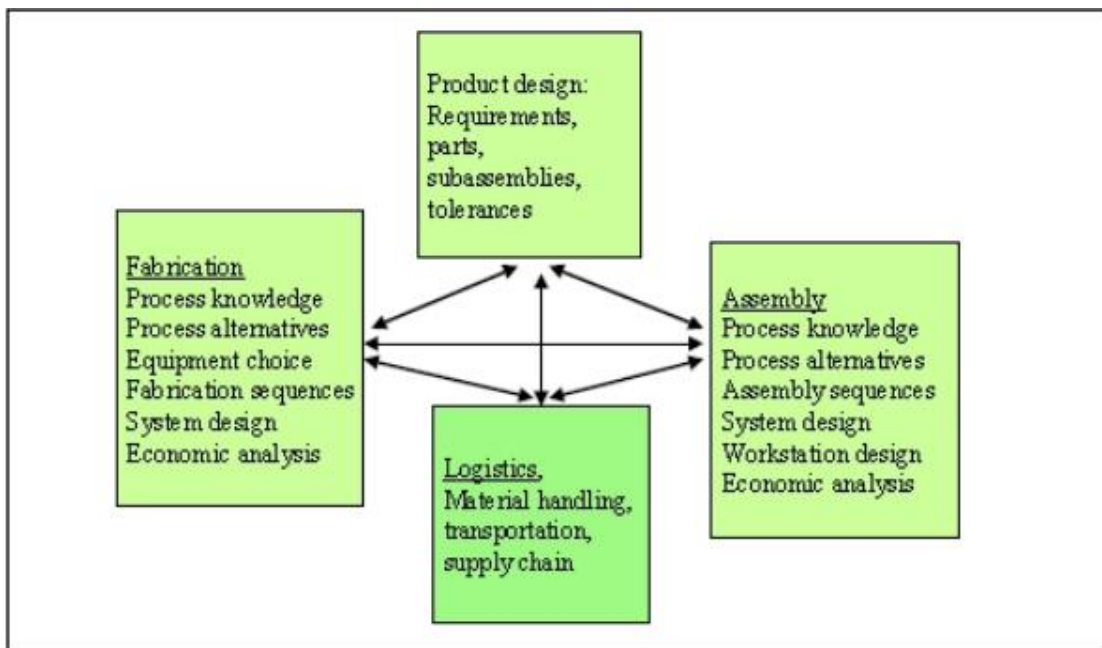 Product design:
Requirements,
parts,
subassemblies,
tolerances
Fabrication
Process knowledge
Process alternatives
Equipment choice
Fabrication sequences
System design
Economic analysis
Assembly
Process knowledge
Process alternatives
Assembly sequences
System design
Workstation design
Economic analysis
Logistics,
Material handling,
transportation,
supply chain